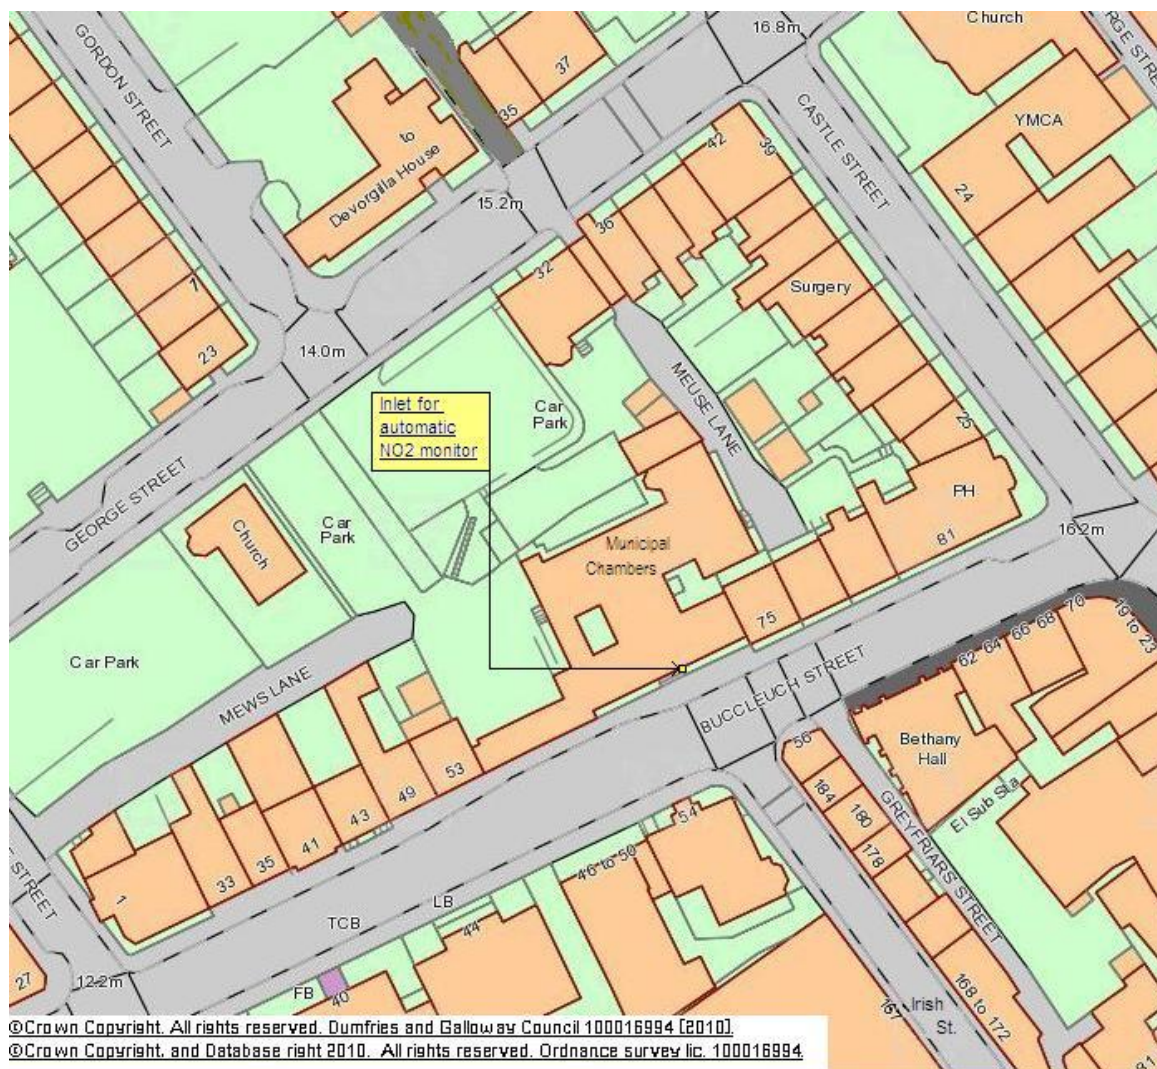 16.8m
Church
RGE STRE
GORDON STREET
37
35
CASTLE STREET
YMCA
to
Devorgilla House
42
39
24
15.2m
36
32
7
Surgery
23
14.0m
MEUSE LANE
Inlet for
automatic
NO2 monitor
Car
Park
25
GEORGE STREET
PH
Church
Car
Park
Municipal
Chambers
81
16.2m
75
70
68
66
64
62
19 to 23
Car Park
MEWS LANE
BUCCLEUCH STREET
Bethany
Hall
56
53
49
43
41
35
33
1
184
180
178
GREYFRIARS STREET
El Sub Sta
54
46 to 50
LB
TCB
44
T STREET
27
12.2m
FB
40
167
Irish
St.
168 to 172
181
©Crown Copyright. All rights reserved. Dumfries and Galloway Council 100016994 [2010].
©Crown Copyright. and Database right 2010. All rights reserved. Ordnance survey lic. 100016994